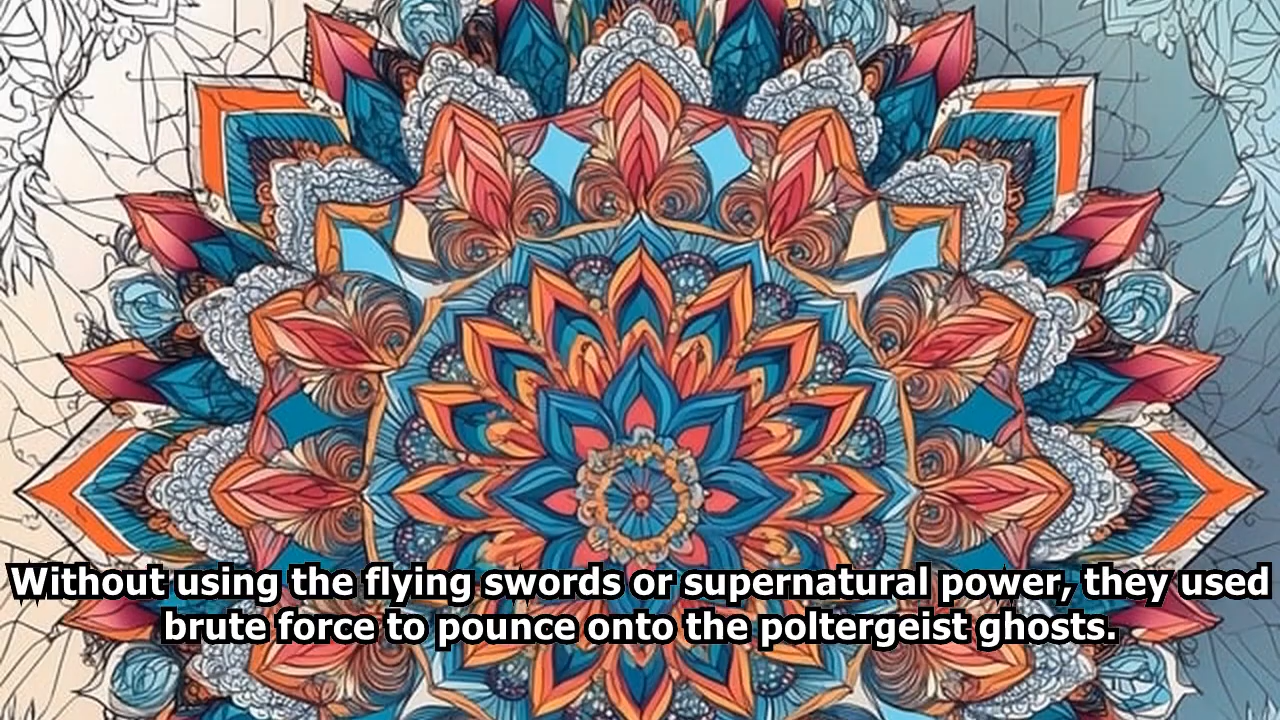 Without using the flying swords or supernatural power, they used
brute force to pounce onto the poltergeist ghosts.